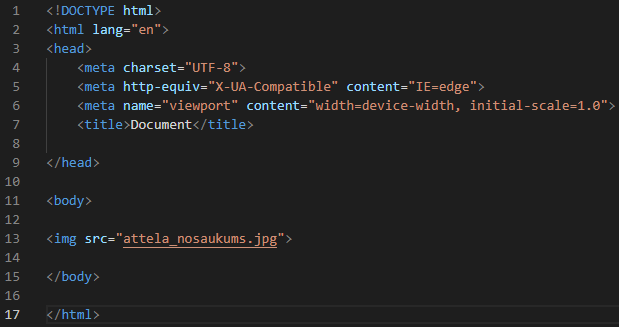 1 <!DOCTYPE html>
2 <html lang="en">
3 <head>
4 <meta charset="UTF-8">
5 <meta http-equiv="X-UA-Compatible" content="IE=edge">
6 <meta name="viewport" content="width=device-width, initial-scale=1.0">
7 <title>Document</title>
8
9 </head>
10
11 <body>
12
13 <img src="attela_nosaukums.jpg">
14
15 </body>
16
17 </html>